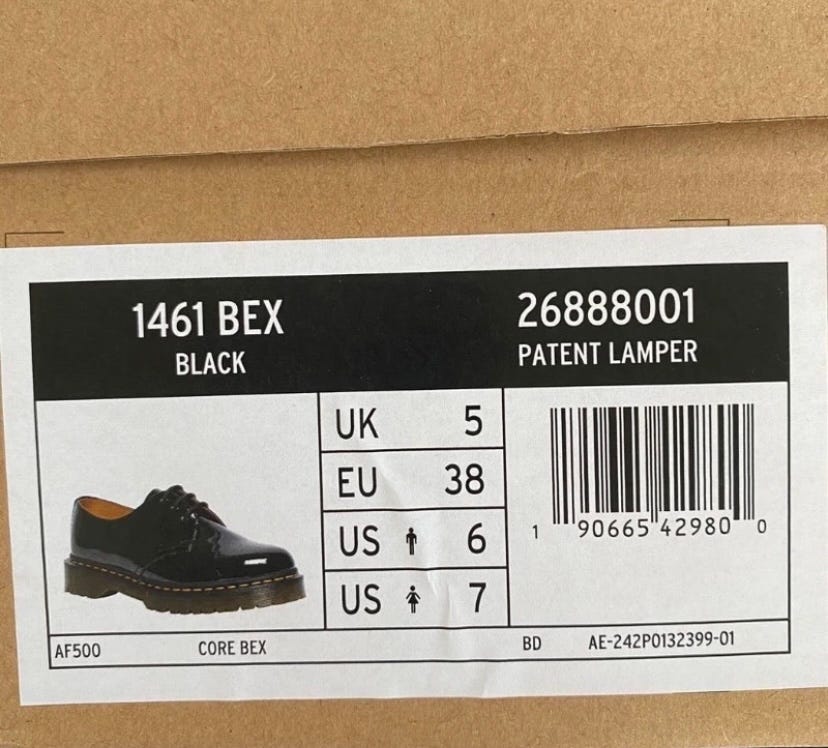 1461 BEX
BLACK
26888001
PATENT LAMPER
UK 5
EU 38
US 6
US 7
1 90665 42980 0
AF500 CORE BEX BD AE-242P0132399-01